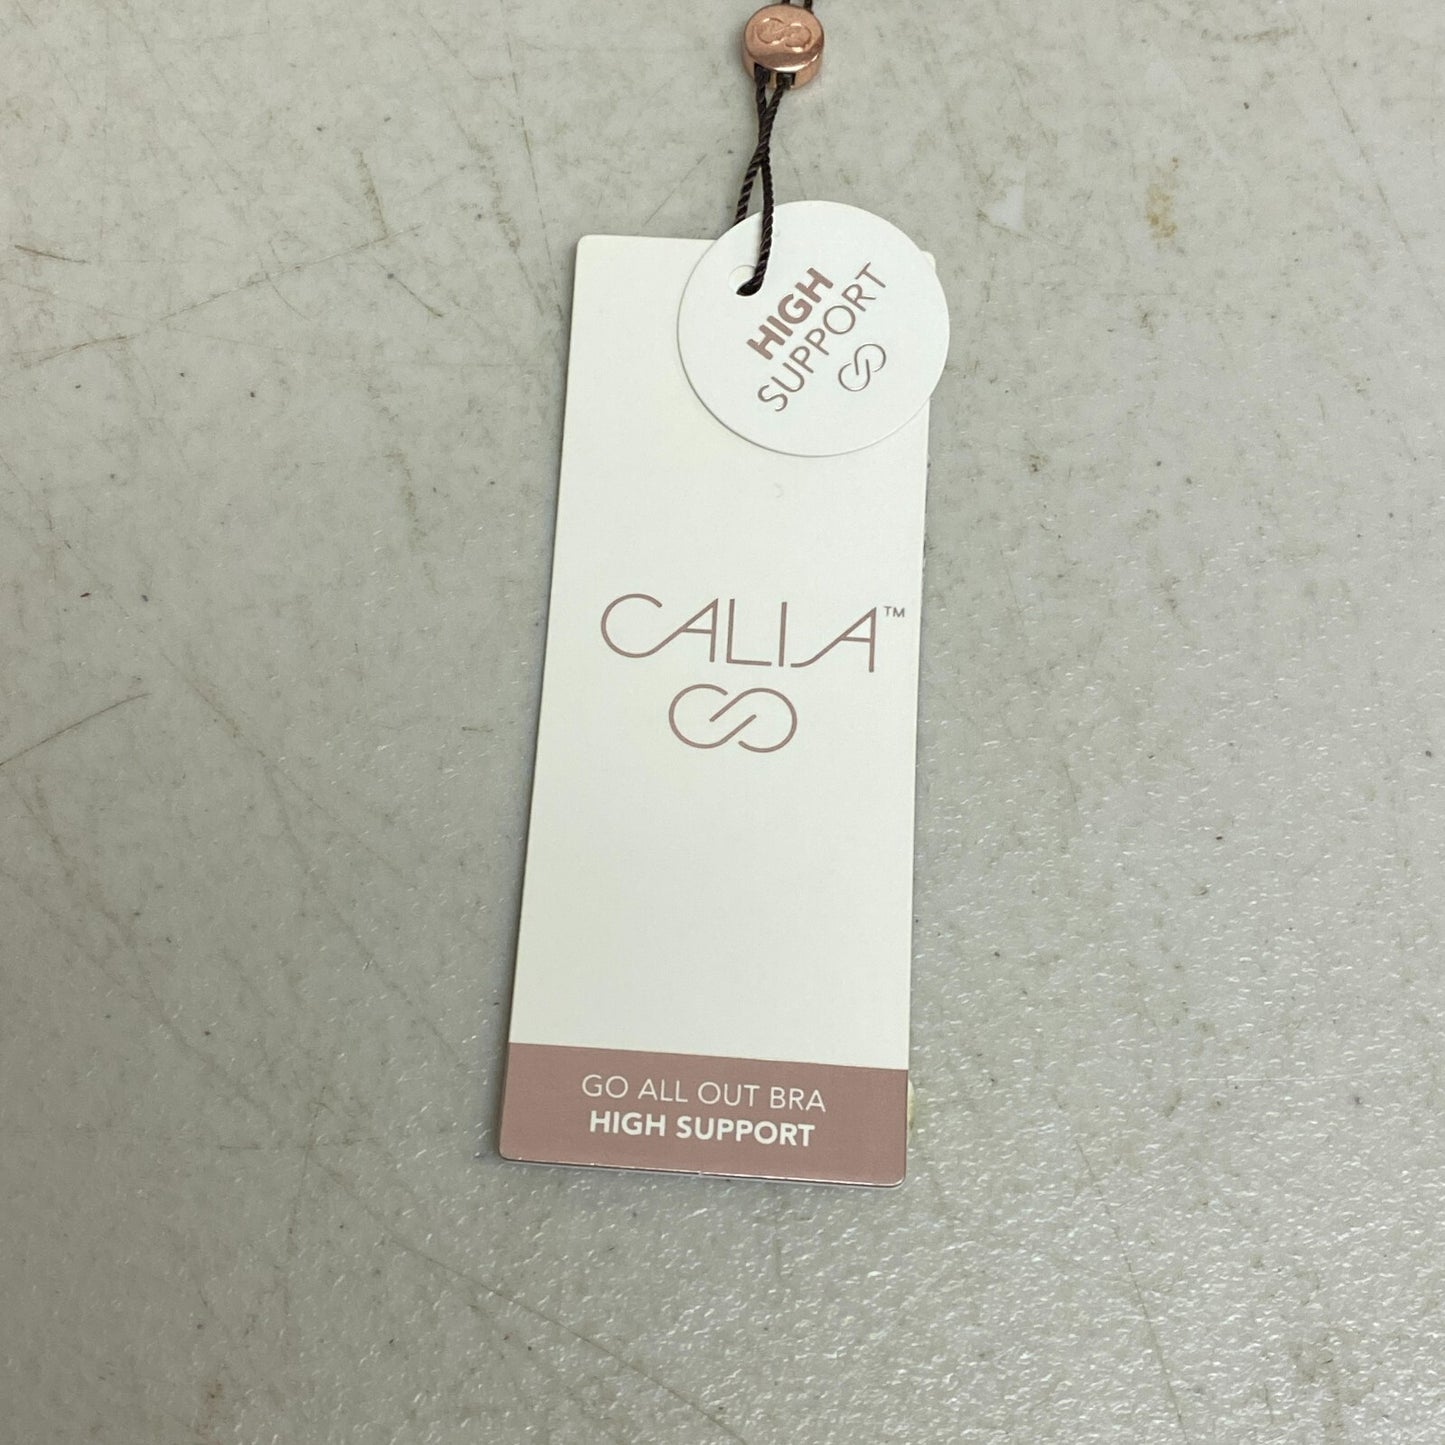 HIGH
SUPPORT
CALIA™
GO ALL OUT BRA
HIGH SUPPORT